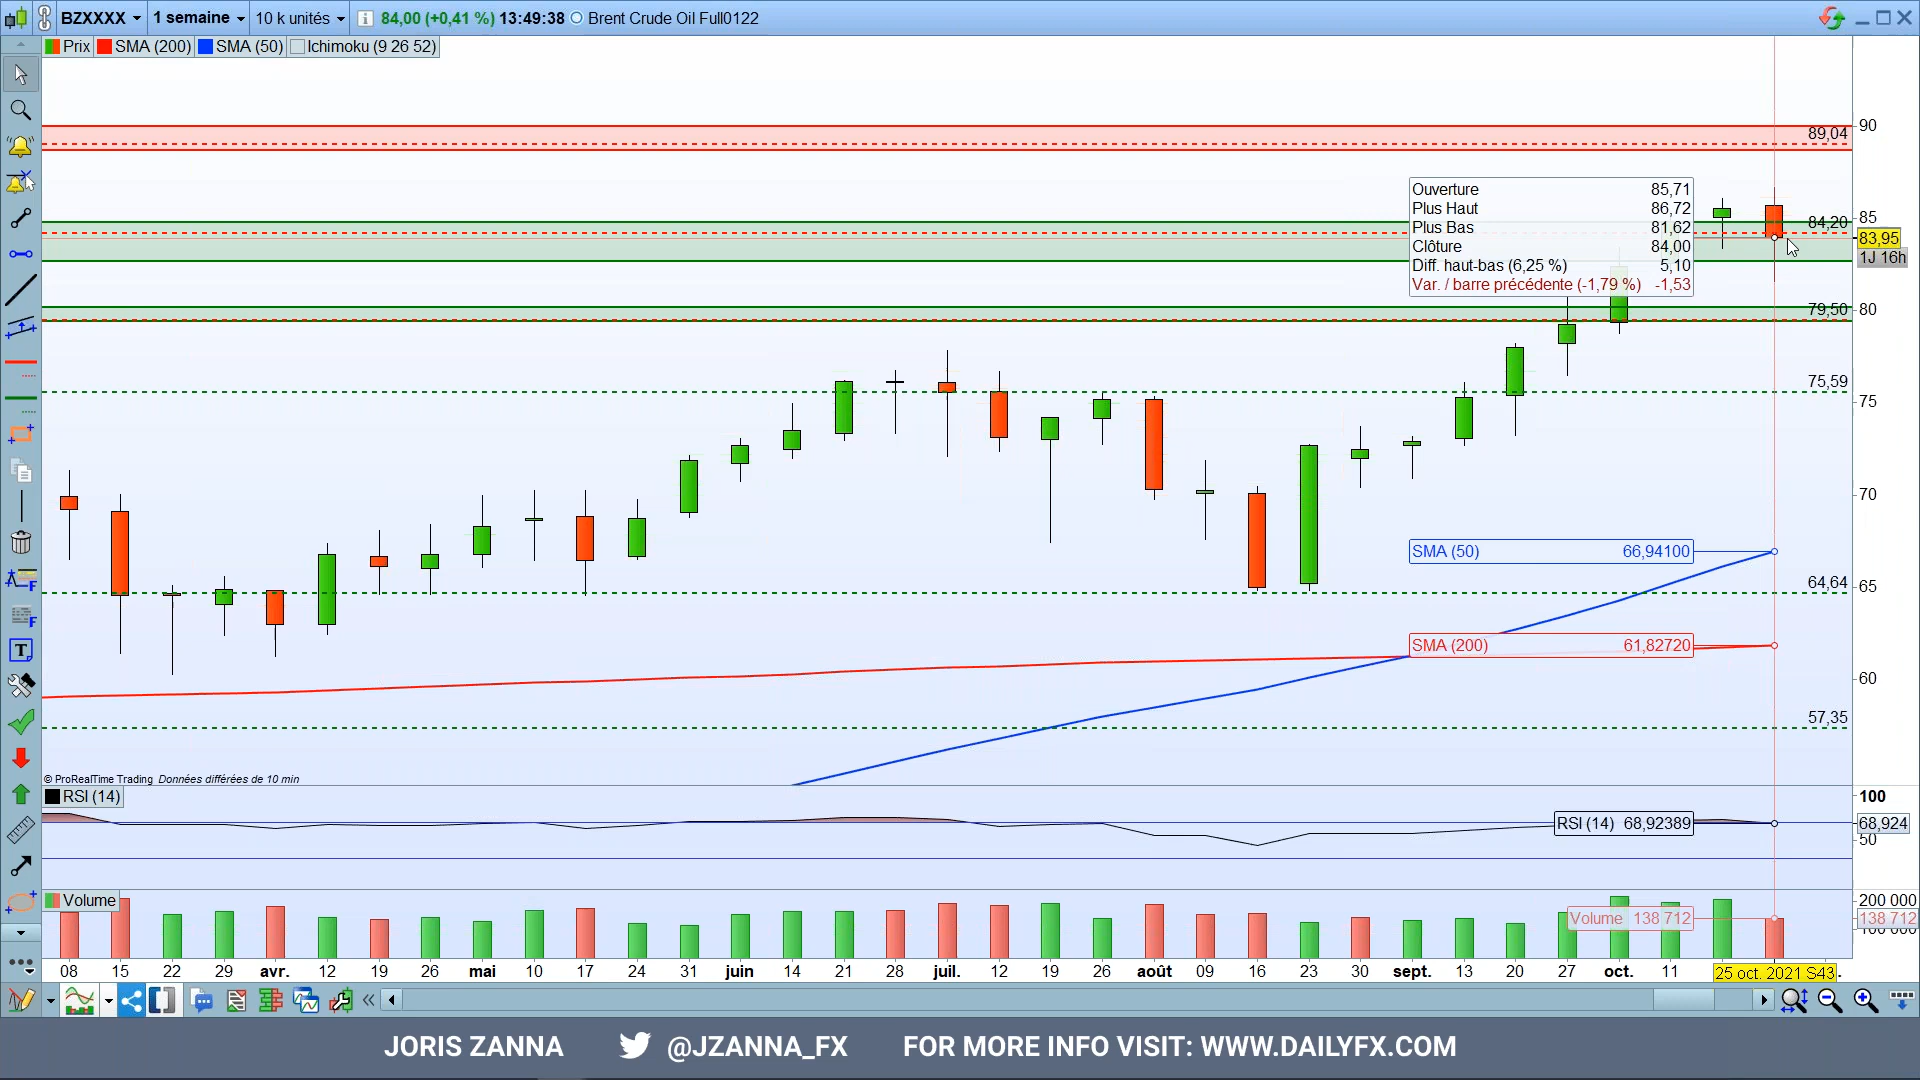 BZXXXX 1 semaine 10 k unités 84,00 (+0,41 %) 13:49:38 Brent Crude Oil Full0122
Prix SMA (200) SMA (50) Ichimoku (9 26 52)
90
89,04
Ouverture 85,71
Plus Haut 86,72
Plus Bas 81,62
Clôture 84,00
Diff. haut-bas (6,25 %) 5,10
Var. / barre précédente (-1,79 %) -1,53
84,20
85
83,95
1J 16h
79,50
80
75,59
75
70
SMA (50) 66,94100
64,64
65
SMA (200) 61,82720
60
57,35
© ProRealTime Trading Données différées de 10 min
RSI (14)
100
RSI (14) 68,92389
68,924
50
Volume
200 000
Volume 138 712
138 712
08 15 22 29 avr. 12 19 26 mai 10 17 24 31 juin 14 21 28 juil. 12 19 26 août 09 16 23 30 sept. 13 20 27 oct. 11 25 oct. 2021 S43
JORIS ZANNA @JZANNA_FX FOR MORE INFO VISIT: WWW.DAILYFX.COM